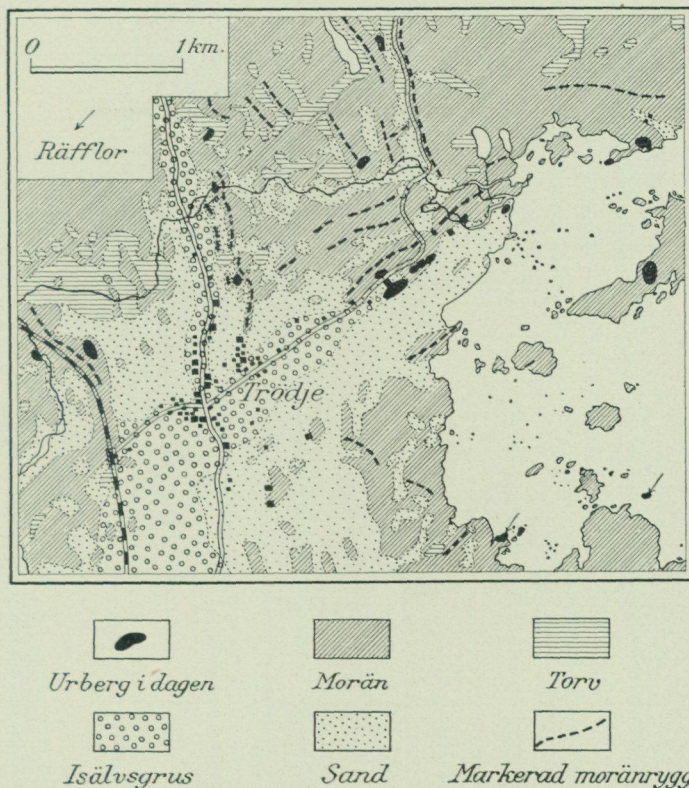 0 1 km.
Räfflor
Trödje
Urberg i dagen
Morän
Torv
Isälvsgrus
Sand
Markerad moränrygg